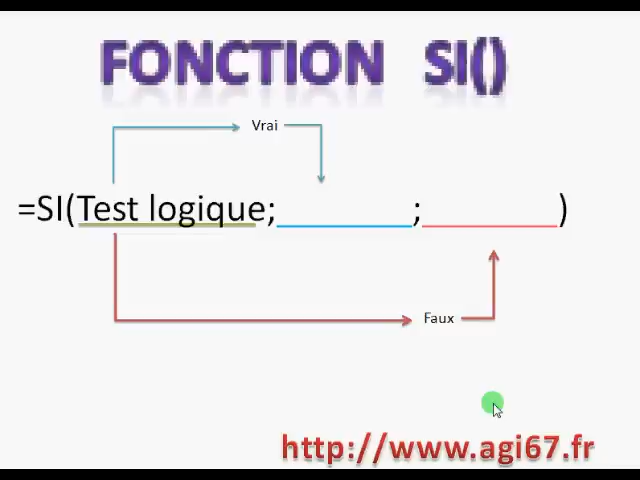 FONCTION SI()
Vrai
=SI(Test logique; ; )
Faux
http://www.agi67.fr